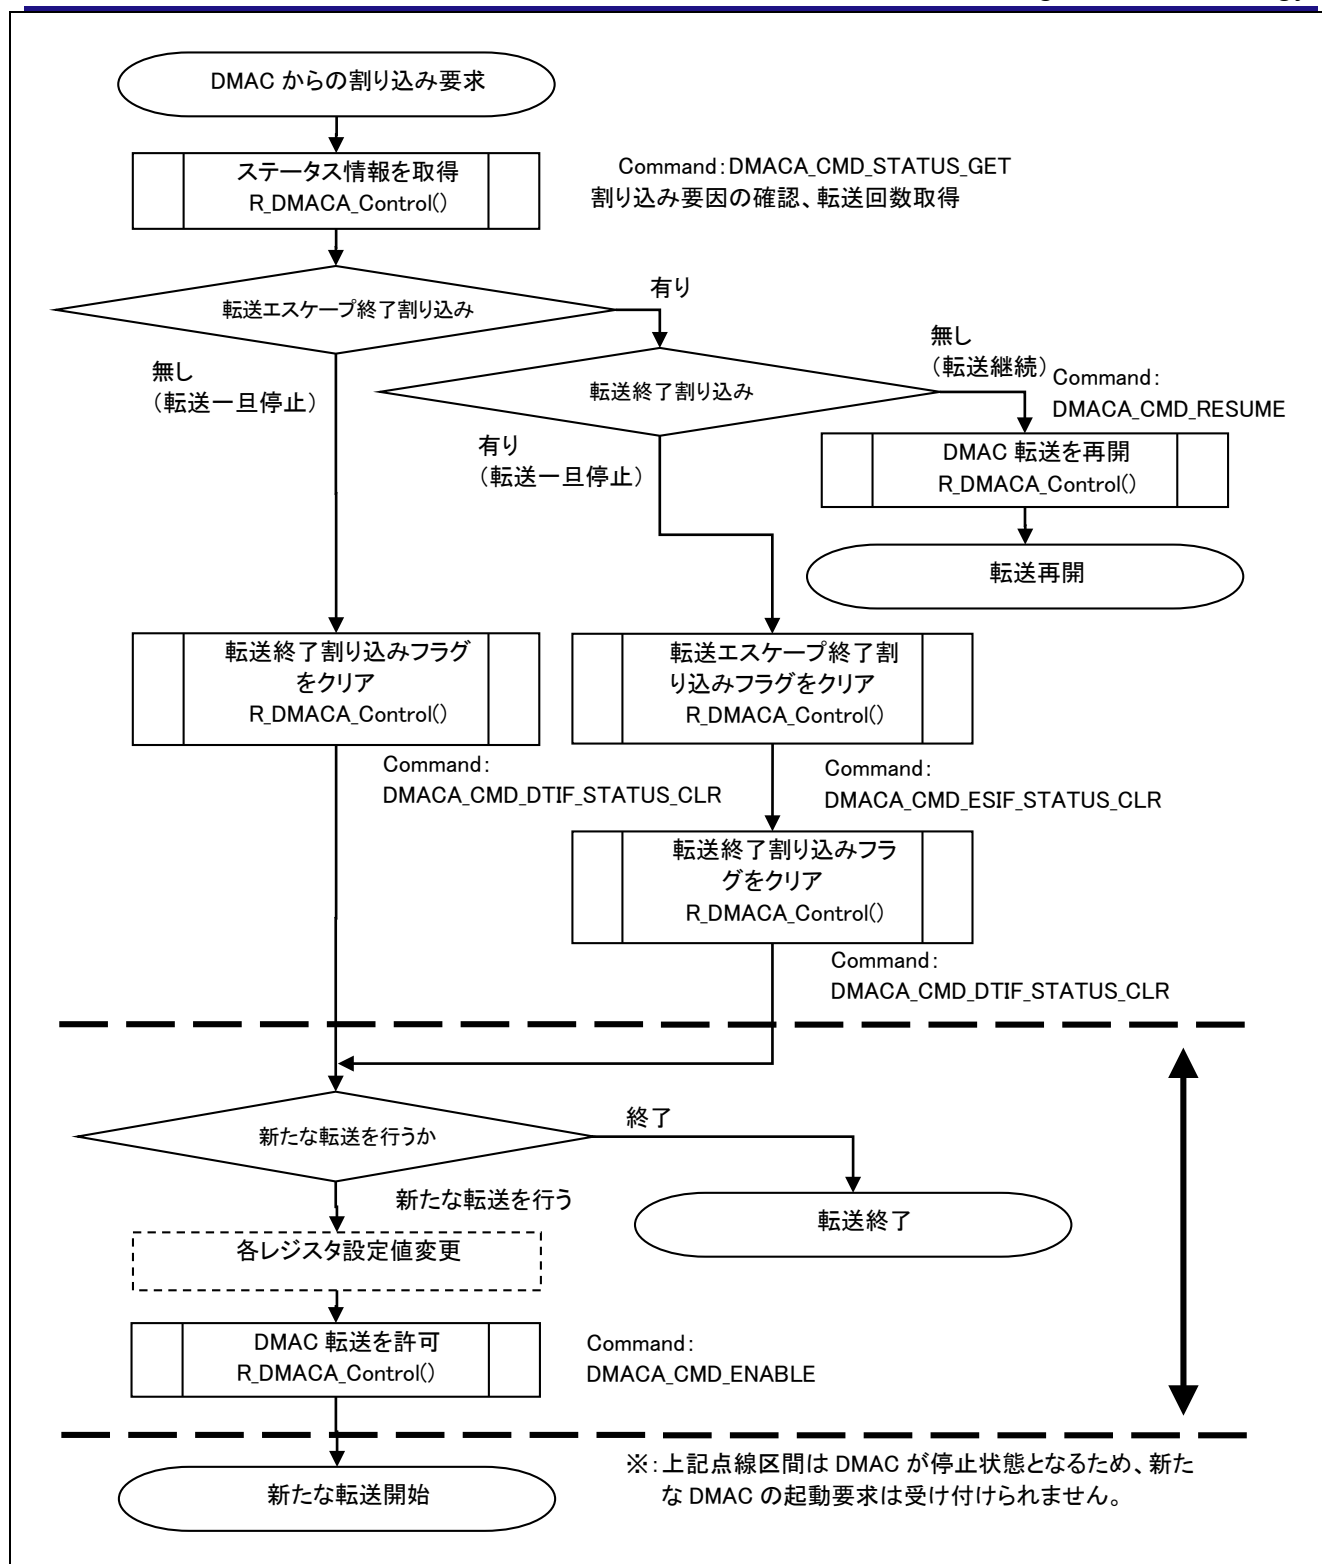 DMAC からの割り込み要求
ステータス情報を取得
R_DMACA_Control()
Command：DMACA_CMD_STATUS_GET
割り込み要因の確認、転送回数取得
転送エスケープ終了割り込み
有り
無し
（転送一旦停止）
転送終了割り込み
無し
（転送継続）
Command：
DMACA_CMD_RESUME
有り
（転送一旦停止）
DMAC 転送を再開
R_DMACA_Control()
転送再開
転送終了割り込みフラグ
をクリア
R_DMACA_Control()
Command：
DMACA_CMD_DTIF_STATUS_CLR
転送エスケープ終了割
り込みフラグをクリア
R_DMACA_Control()
Command：
DMACA_CMD_ESIF_STATUS_CLR
転送終了割り込みフラ
グをクリア
R_DMACA_Control()
Command：
DMACA_CMD_DTIF_STATUS_CLR
新たな転送を行うか
終了
転送終了
新たな転送を行う
各レジスタ設定値変更
DMAC 転送を許可
R_DMACA_Control()
Command：
DMACA_CMD_ENABLE
新たな転送開始
※：上記点線区間は DMAC が停止状態となるため、新た
な DMAC の起動要求は受け付けられません。